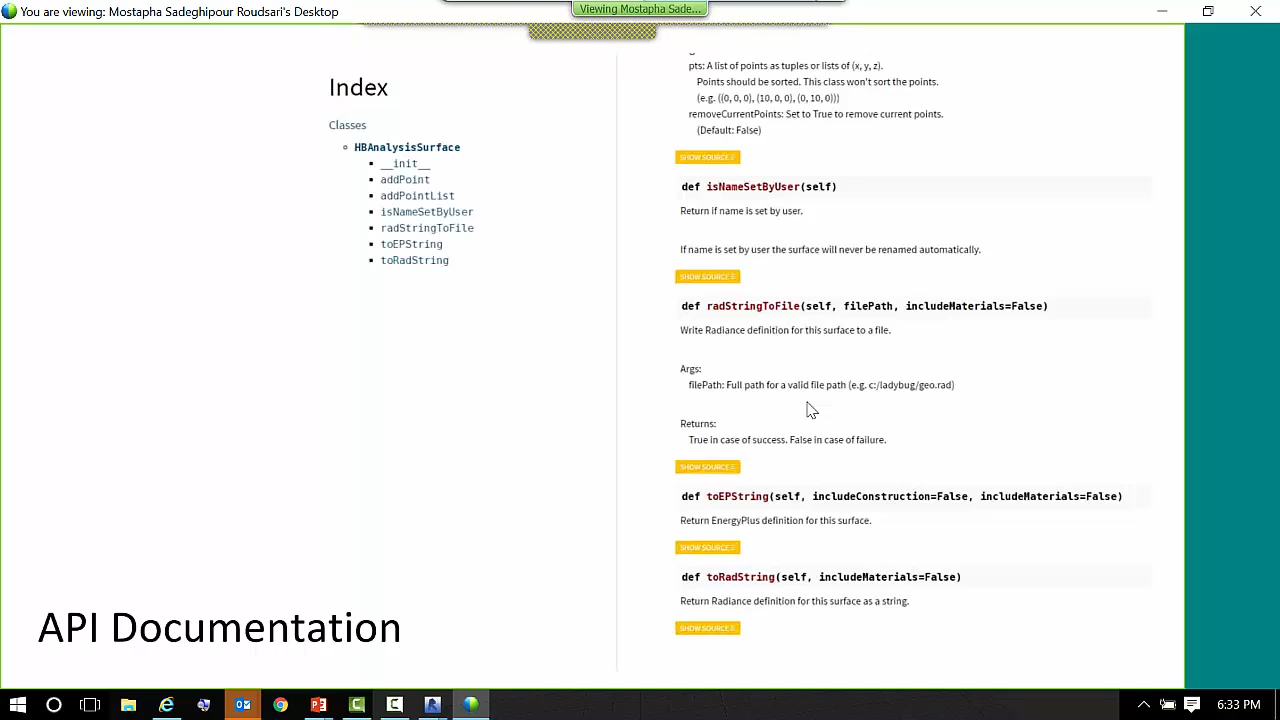 You are viewing: Mostapha Sadeghipour Roudsari's Desktop
Viewing Mostapha Sade...
Index
Classes
HBAnalysisSurface
__init__
addPoint
addPointList
isNameSetByUser
radStringToFile
toEPString
toRadString
API Documentation
pts: A list of points as tuples or lists of (x, y, z).
Points should be sorted. This class won't sort the points.
(e.g. ((0, 0, 0), (10, 0, 0), (0, 10, 0)))
removeCurrentPoints: Set to True to remove current points.
(Default: False)
SHOW SOURCE ≡
def isNameSetByUser(self)
Return if name is set by user.
If name is set by user the surface will never be renamed automatically.
SHOW SOURCE ≡
def radStringToFile(self, filePath, includeMaterials=False)
Write Radiance definition for this surface to a file.
Args:
filePath: Full path for a valid file path (e.g. c:/ladybug/geo.rad)
Returns:
True in case of success. False in case of failure.
SHOW SOURCE ≡
def toEPString(self, includeConstruction=False, includeMaterials=False)
Return EnergyPlus definition for this surface.
SHOW SOURCE ≡
def toRadString(self, includeMaterials=False)
Return Radiance definition for this surface as a string.
SHOW SOURCE ≡
6:33 PM